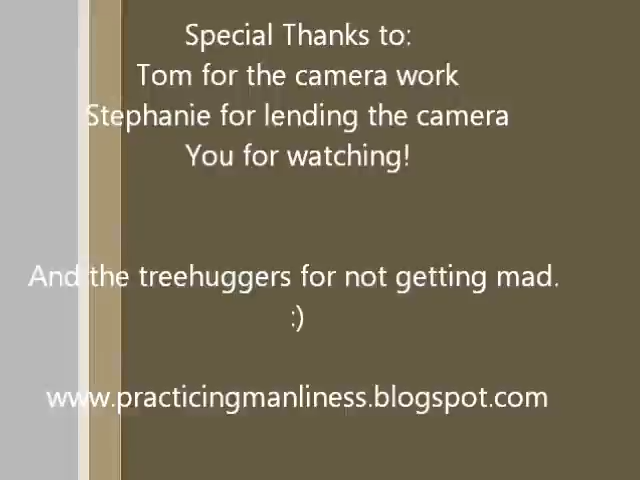 Special Thanks to:
Tom for the camera work
Stephanie for lending the camera
You for watching!
And the treehuggers for not getting mad.
:)
www.practicingmanliness.blogspot.com